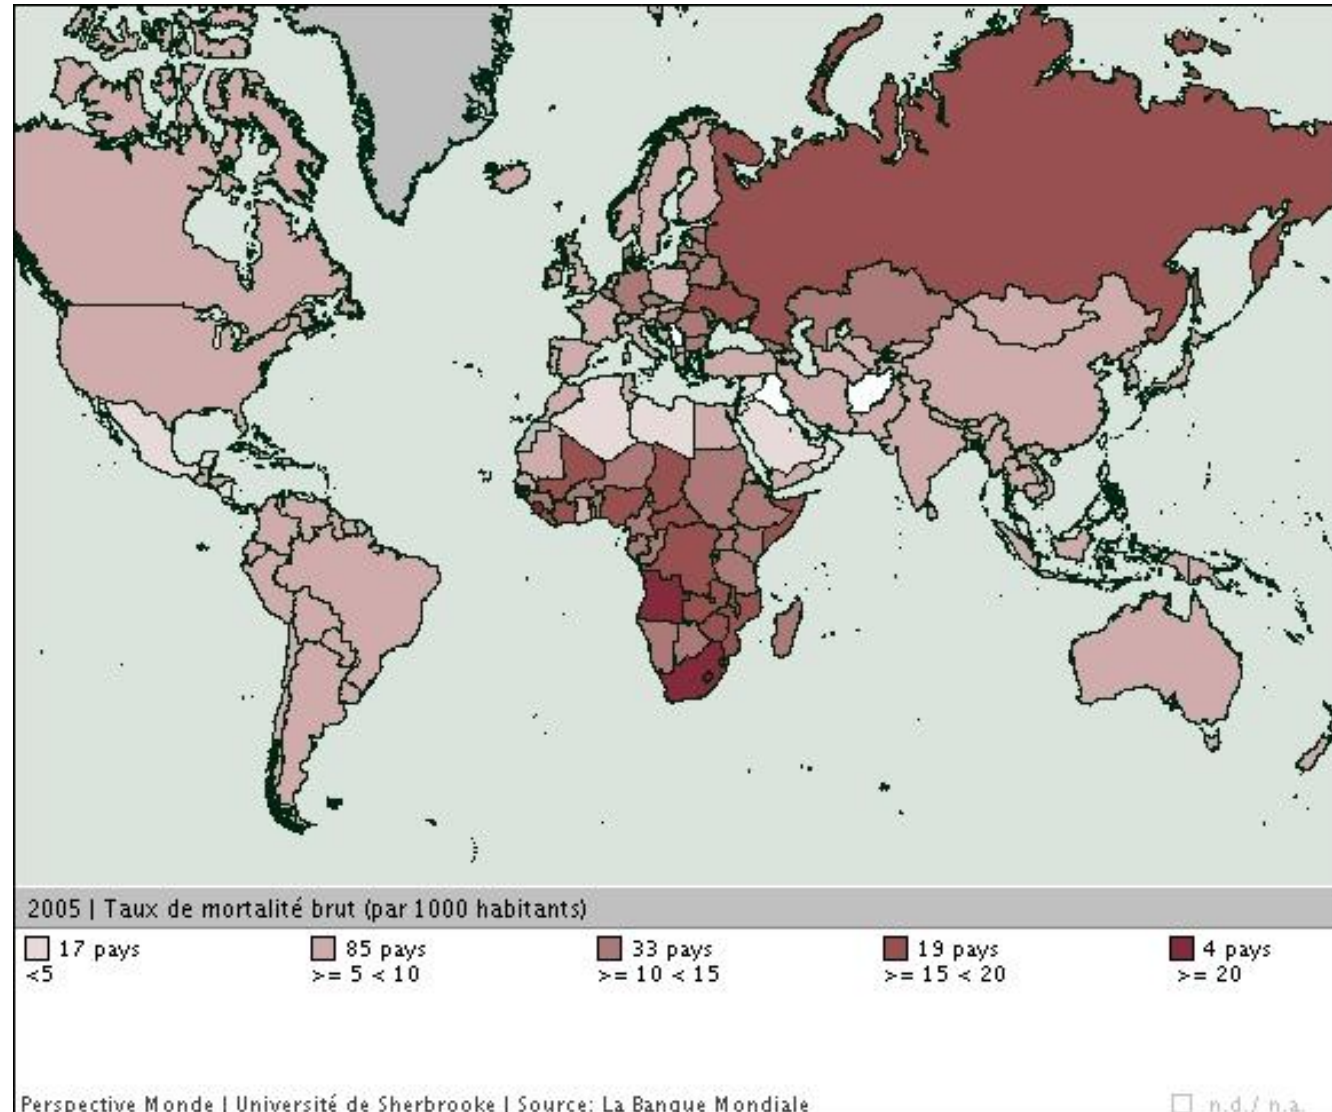 2005 | Taux de mortalité brut (par 1000 habitants)
17 pays 85 pays 33 pays 19 pays 4 pays
<5 >= 5 < 10 >= 10 < 15 >= 15 < 20 >= 20
Perspective Monde | Université de Sherbrooke | Source: La Banque Mondiale n.d / n.a.